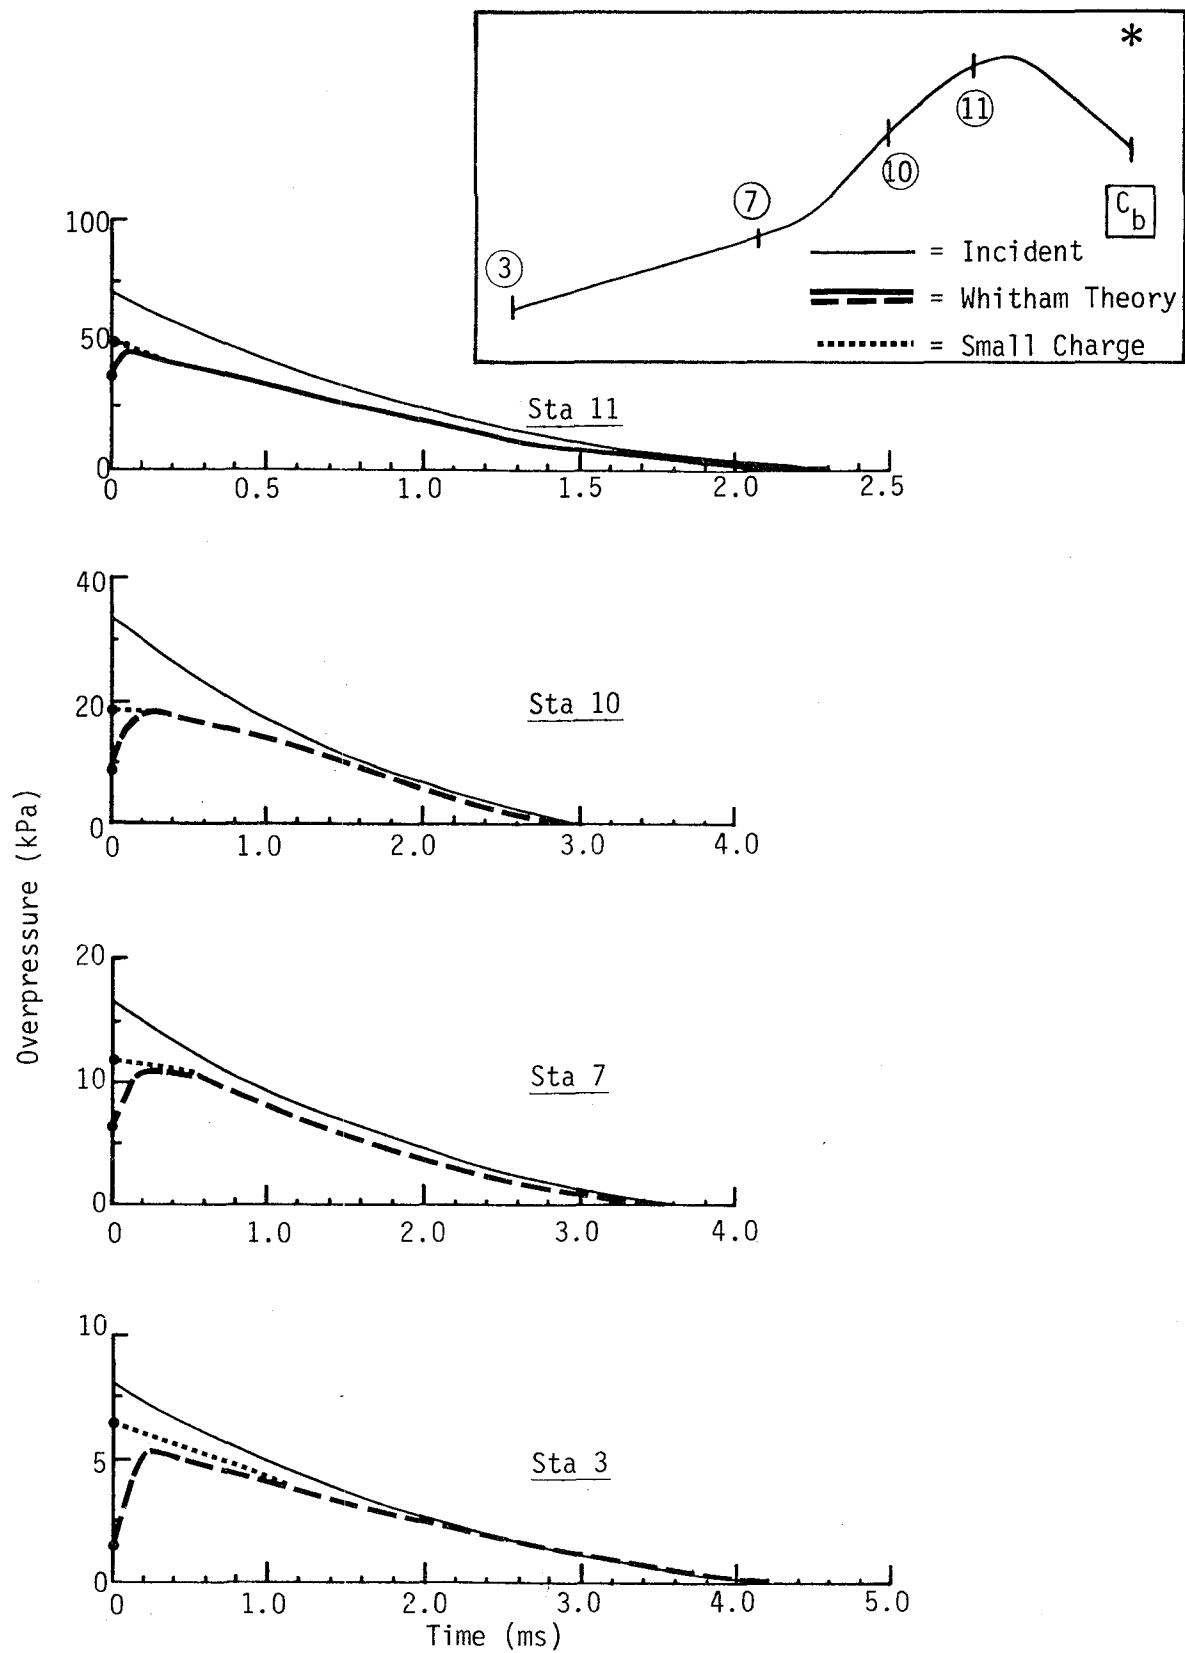 *
11
10
7
3
C_b
= Incident
= Whitham Theory
= Small Charge
100
50
0
Sta 11
0 0.5 1.0 1.5 2.0 2.5
40
20
0
Sta 10
0 1.0 2.0 3.0 4.0
Overpressure (kPa)
20
10
0
Sta 7
0 1.0 2.0 3.0 4.0
10
5
0
Sta 3
0 1.0 2.0 3.0 4.0 5.0
Time (ms)